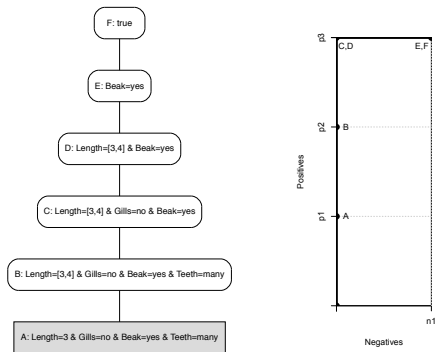 F: true
E: Beak=yes
D: Length=[3,4] & Beak=yes
C: Length=[3,4] & Gills=no & Beak=yes
B: Length=[3,4] & Gills=no & Beak=yes & Teeth=many
A: Length=3 & Gills=no & Beak=yes & Teeth=many
p3
C,D
E,F
p2
B
Positives
p1
A
n1
Negatives